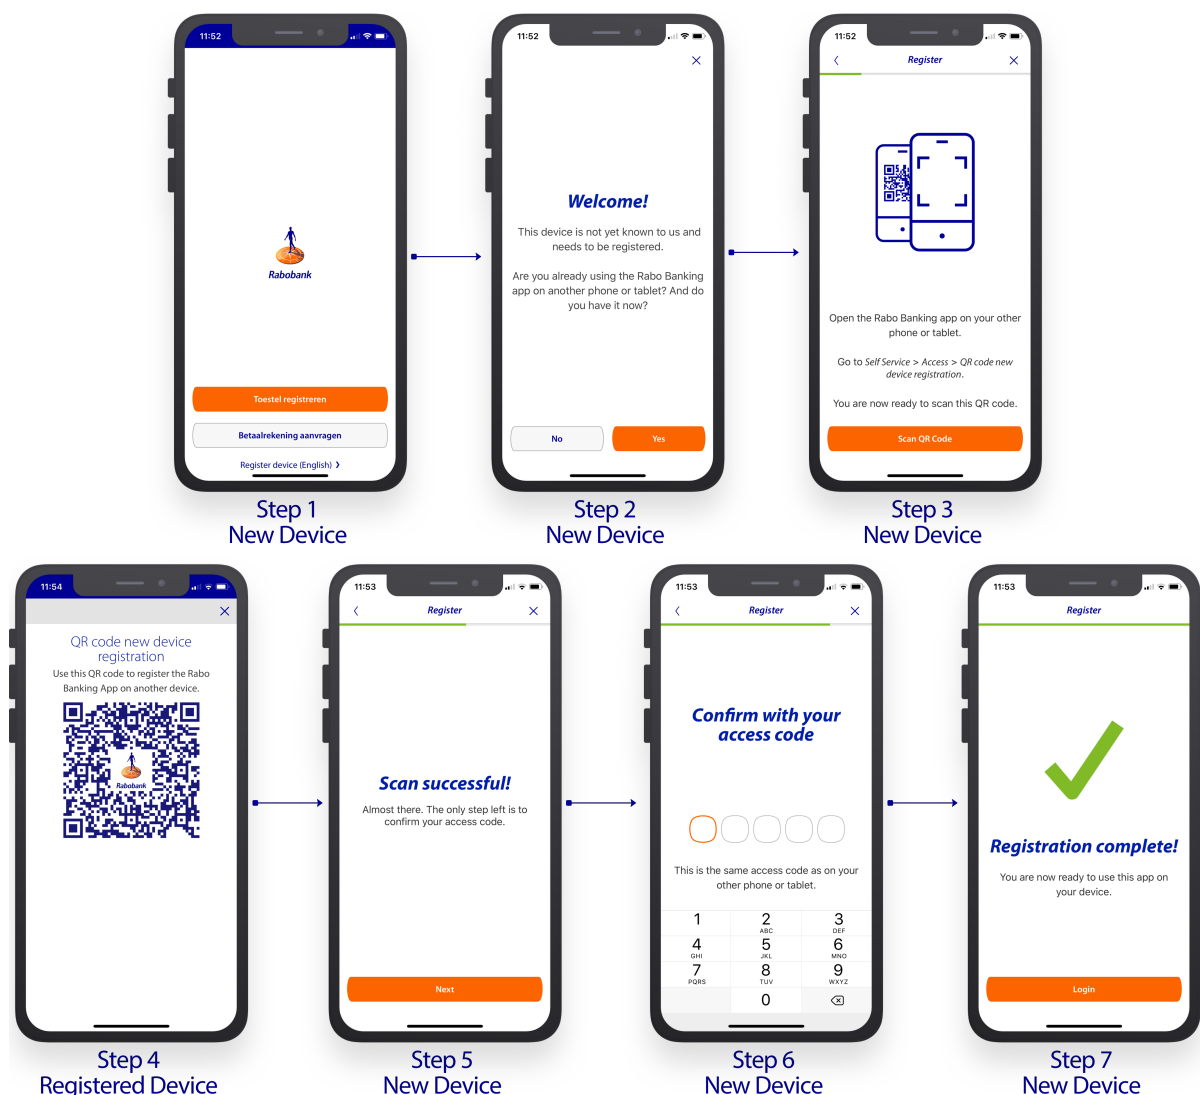 11:52
Rabobank
Toestel registreren
Betaalrekening aanvragen
Register device (English) ❯
Step 1
New Device
11:52
Welcome!
This device is not yet known to us and
needs to be registered.
Are you already using the Rabo Banking
app on another phone or tablet? And do
you have it now?
No
Yes
Step 2
New Device
11:52
Register
Open the Rabo Banking app on your other
phone or tablet.
Go to Self Service > Access > QR code new
device registration.
You are now ready to scan this QR code.
Scan QR Code
Step 3
New Device
11:54
QR code new device
registration
Use this QR code to register the Rabo
Banking App on another device.
Rabobank
Step 4
Registered Device
11:53
Register
Scan successful!
Almost there. The only step left is to
confirm your access code.
Next
Step 5
New Device
11:53
Register
Confirm with your
access code
This is the same access code as on your
other phone or tablet.
1 2 3
ABC DEF
4 5 6
GHI JKL MNO
7 8 9
PQRS TUV WXYZ
0
Step 6
New Device
11:53
Register
Registration complete!
You are now ready to use this app on
your device.
Login
Step 7
New Device